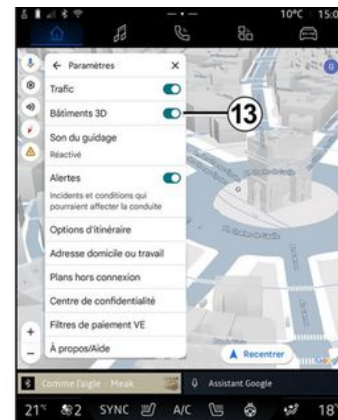 10°C 15:0
← Paramètres ×
Trafic
Bâtiments 3D
13
Son du guidage
Réactivé
Alertes
Incidents et conditions qui
pourraient affecter la conduite
Options d'itinéraire
Adresse domicile ou travail
Plans hors connexion
Centre de confidentialité
Filtres de paiement VE
À propos/Aide
G
+
−
Recentrer
Google
Comme l'aigle - Meak
Assistant Google
21° 2 SYNC A/C 18°